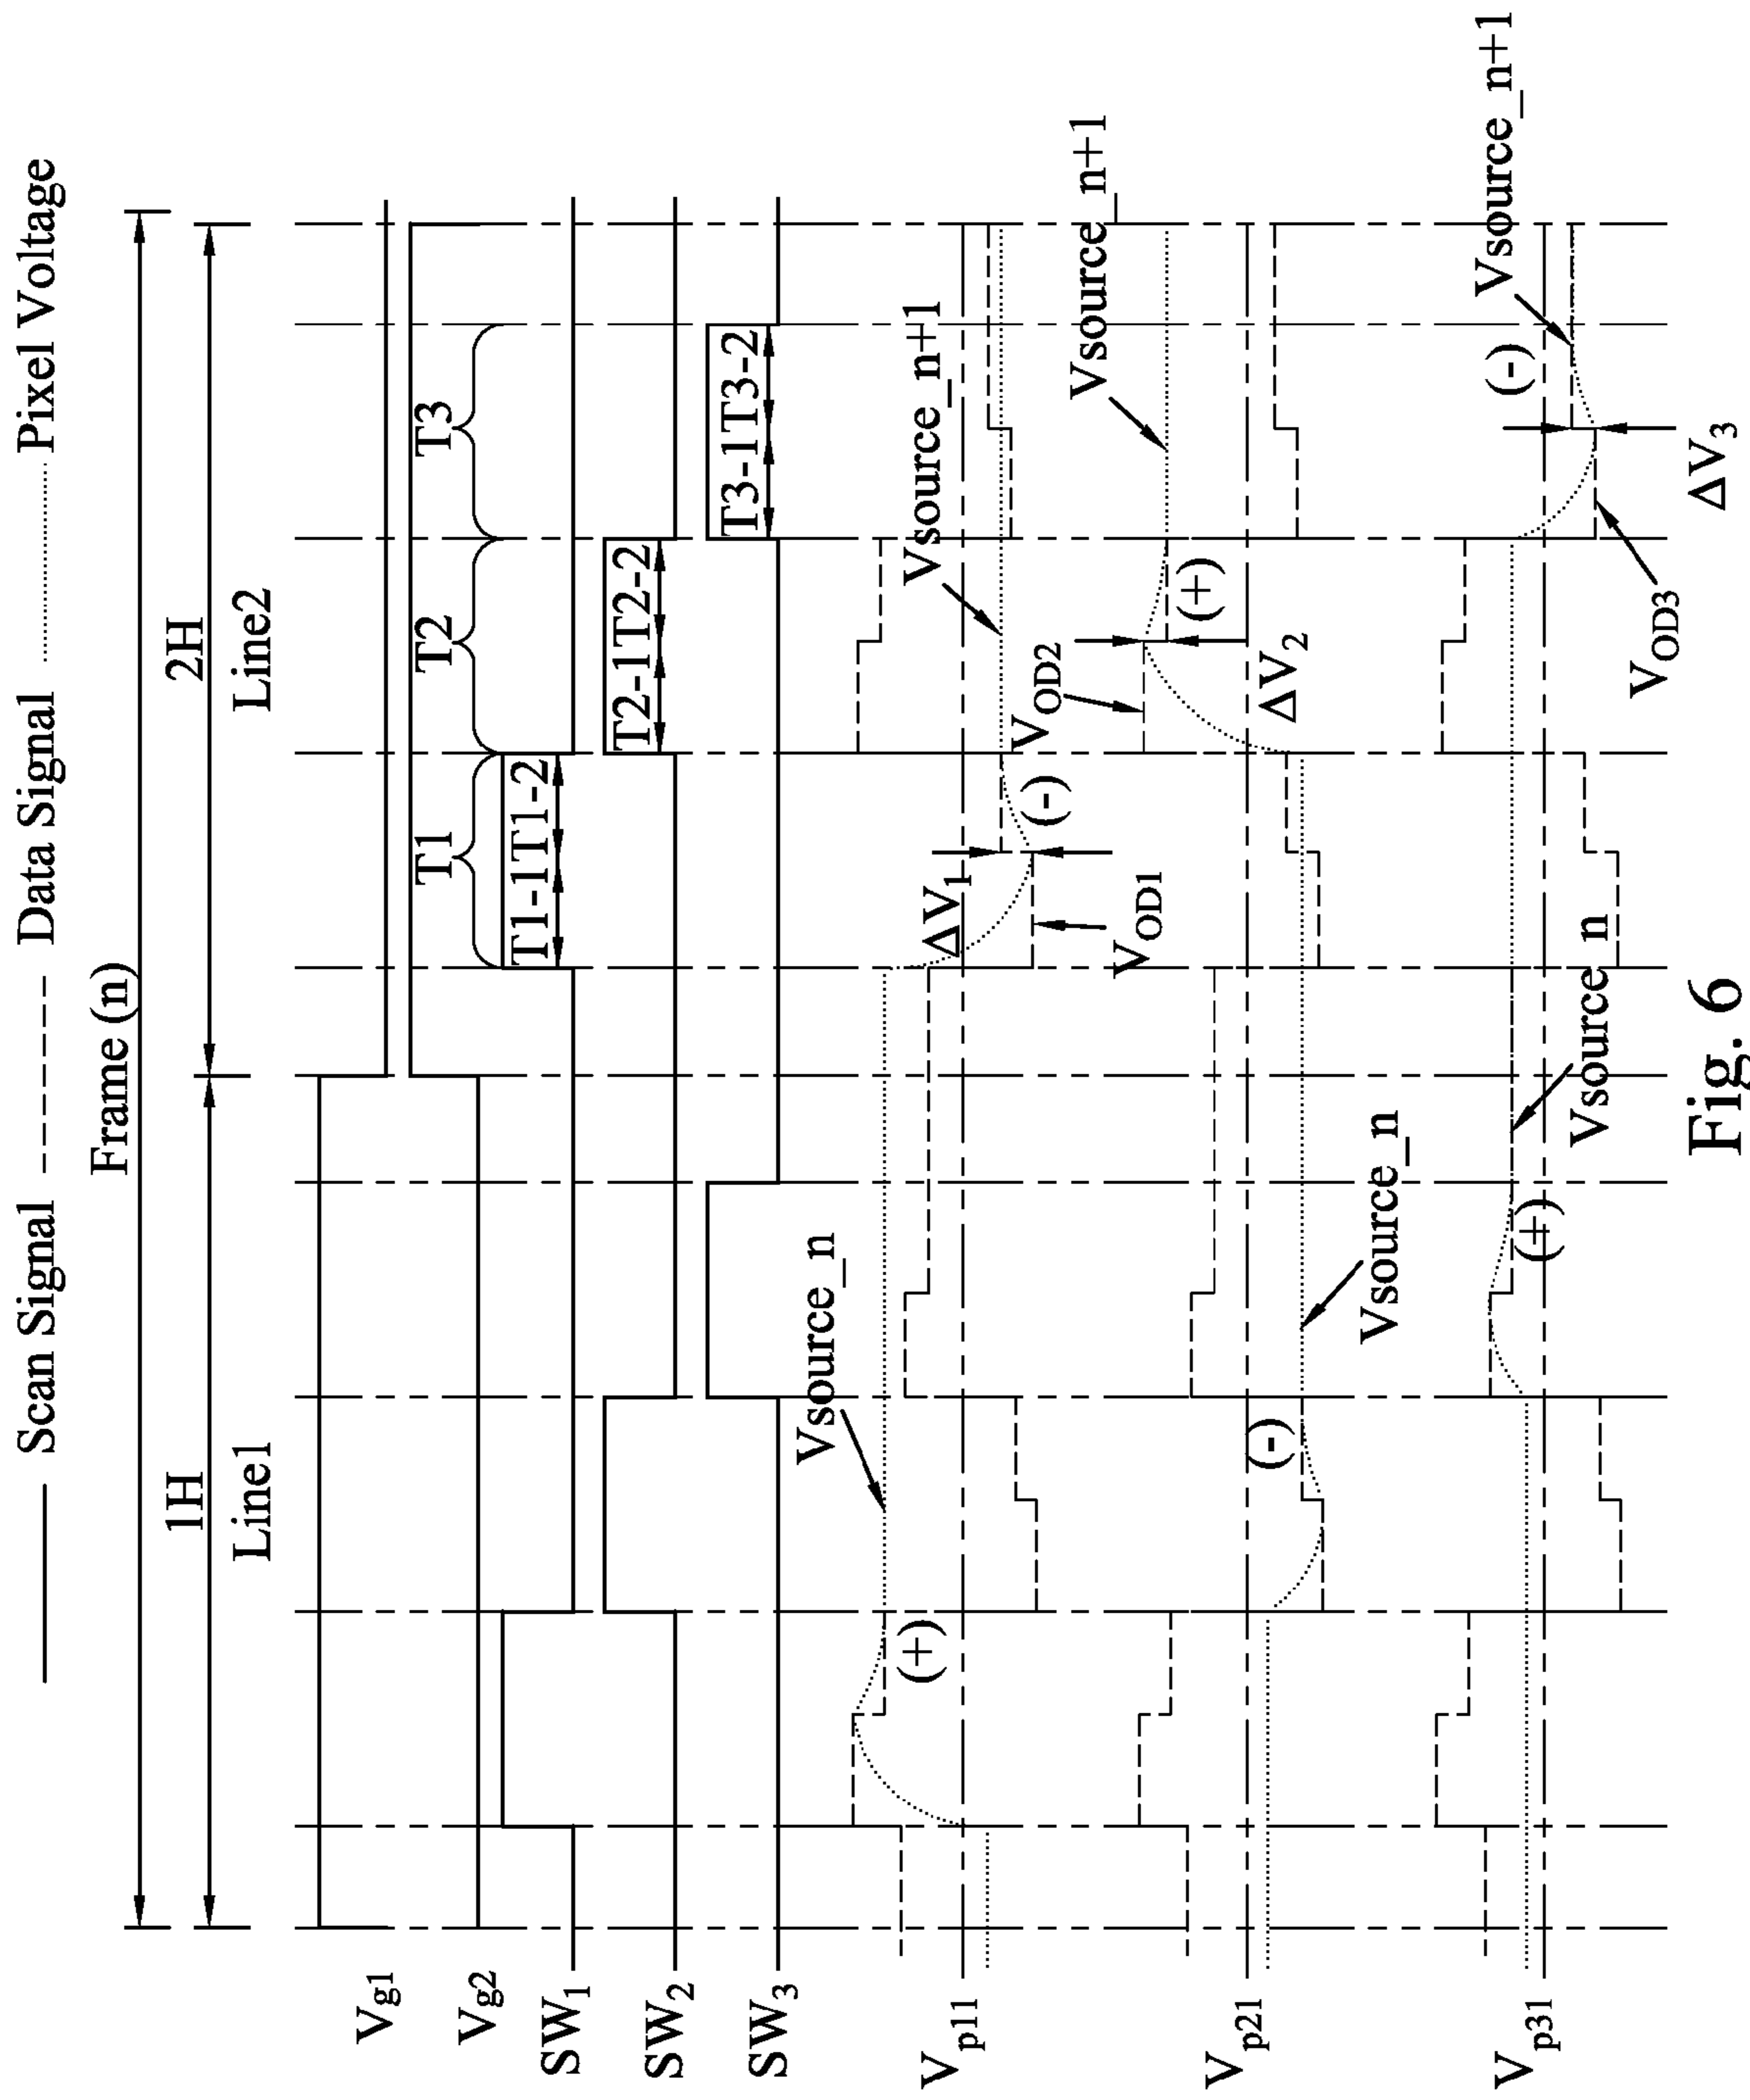 Scan Signal Data Signal Pixel Voltage
Frame (n)
1H 2H
Line1 Line2
Vg1
Vg2 T1 T2 T3
SW1 T1-1 T1-2
SW2 T2-1 T2-2
SW3 T3-1 T3-2
Vsource_n Vsource_n+1
(+) ΔV1 (-)
Vp11
VOD1 VOD2 Vsource_n+1
(+)
Vp21 (-) ΔV2
Vsource_n
Vsource_n+1
(-)
Vp31 (+)
Vsource n
VOD3 ΔV3
Fig. 6